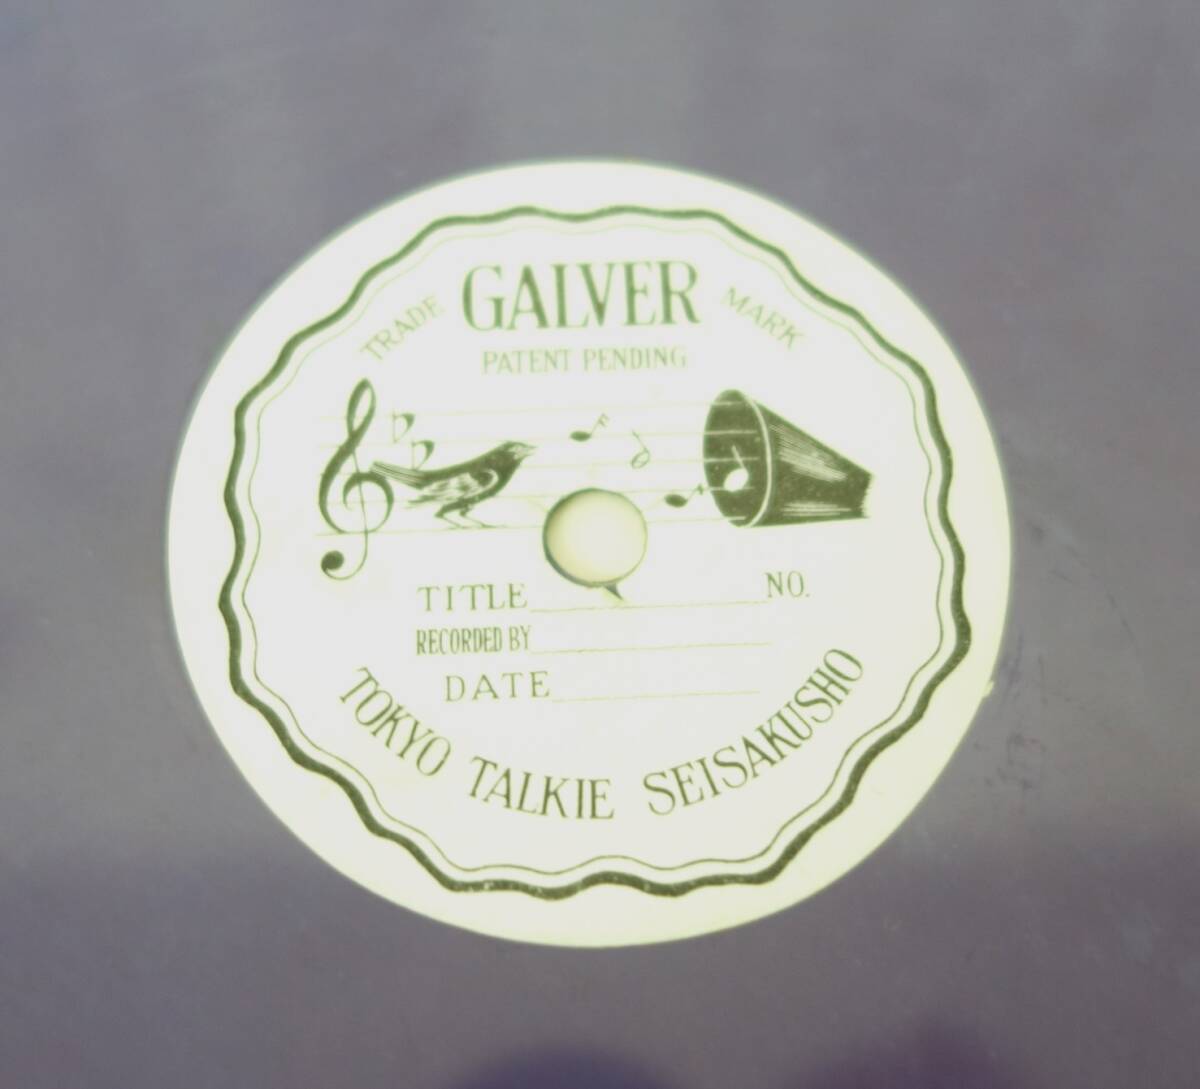 GALVER
TRADE MARK
PATENT PENDING
TITLE NO.
RECORDED BY
DATE
TOKYO TALKIE SEISAKUSHO